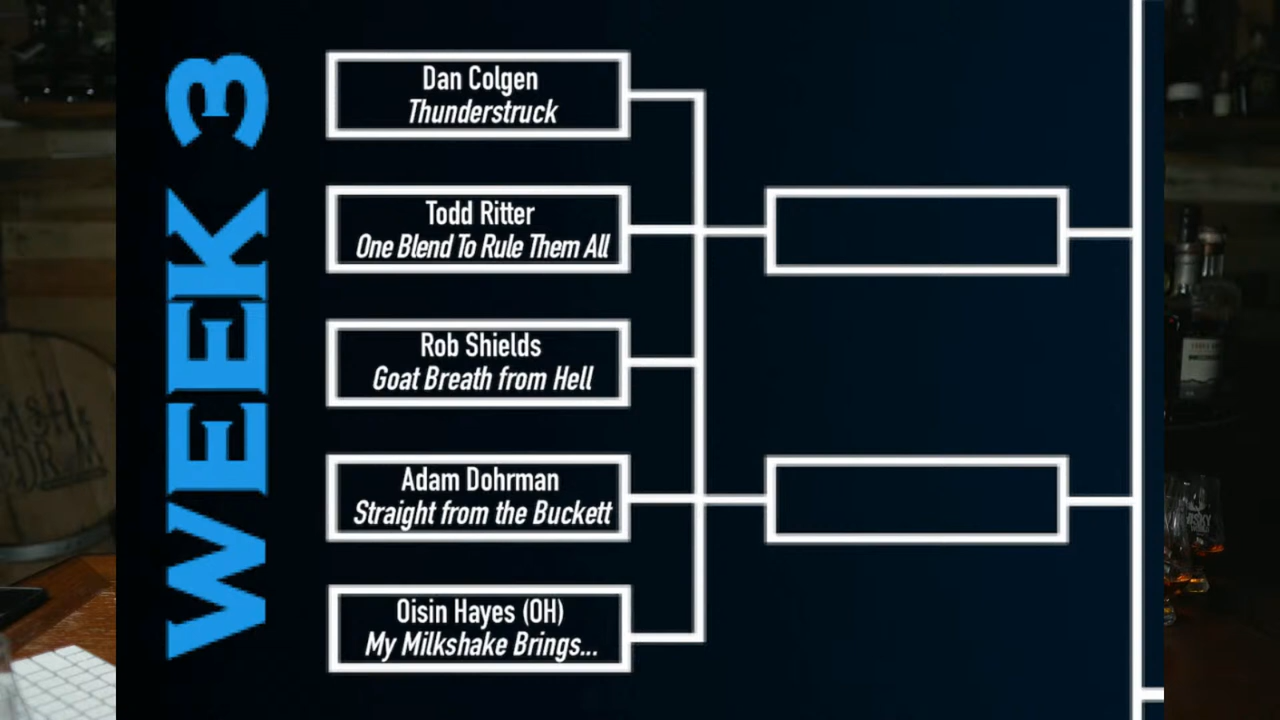 WEEK 3
Dan Colgen
Thunderstruck
Todd Ritter
One Blend To Rule Them All
Rob Shields
Goat Breath from Hell
Adam Dohrman
Straight from the Buckett
Oisin Hayes (OH)
My Milkshake Brings...